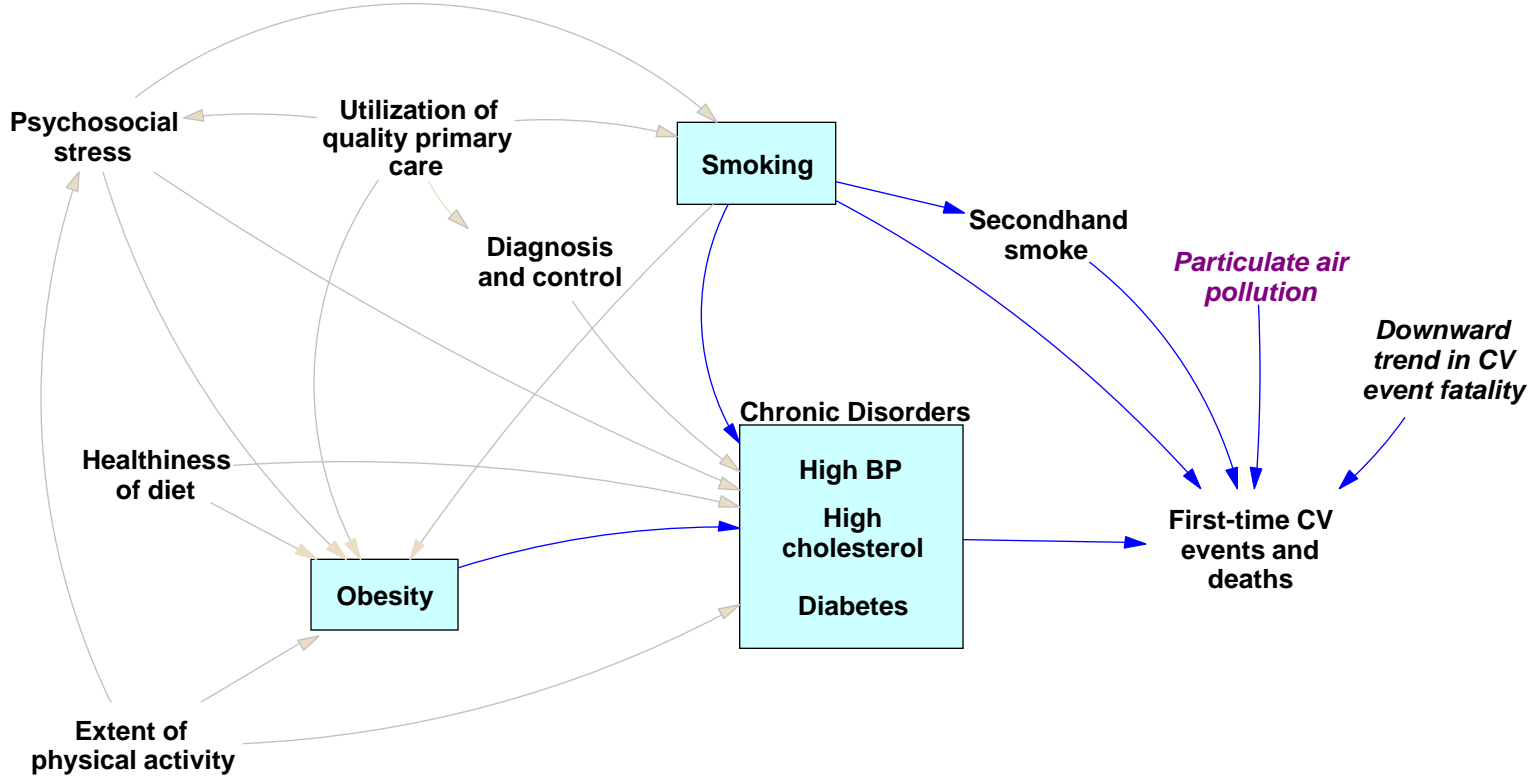 Psychosocial
stress
Utilization of
quality primary
care
Smoking
Diagnosis
and control
Secondhand
smoke
Particulate air
pollution
Downward
trend in CV
event fatality
Chronic Disorders
High BP
High
cholesterol
Diabetes
Healthiness
of diet
First-time CV
events and
deaths
Obesity
Extent of
physical activity